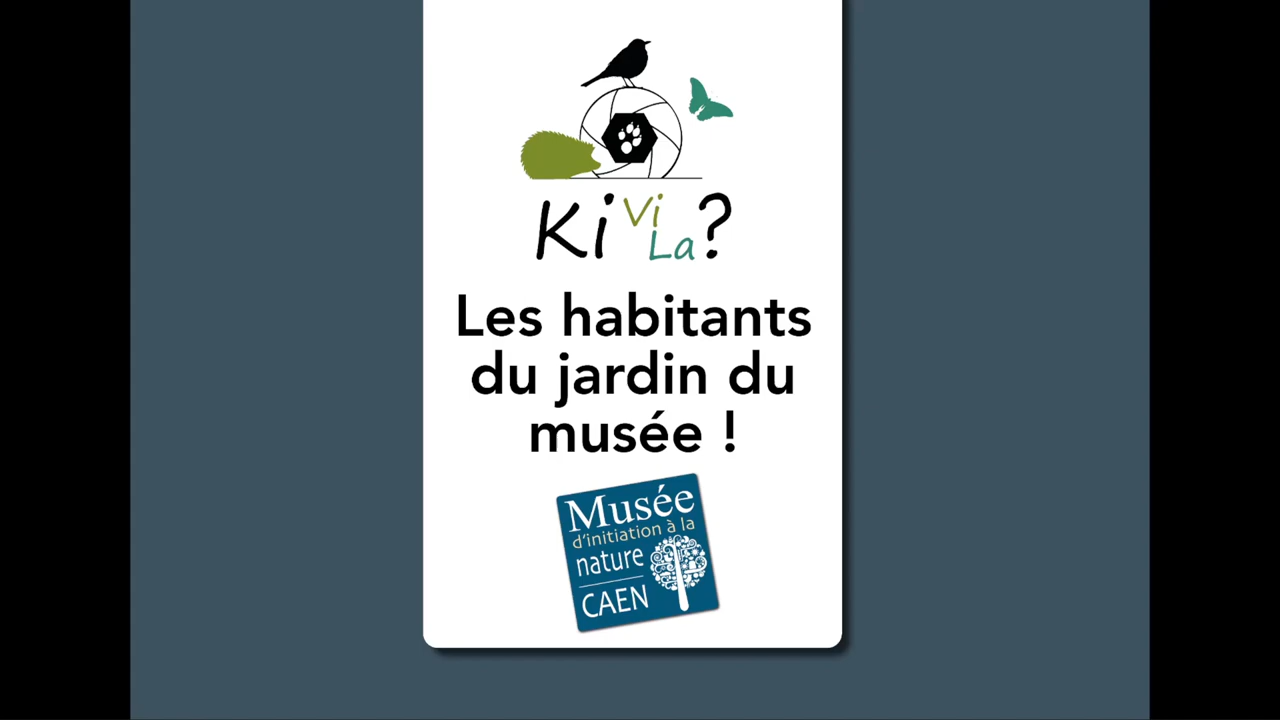 Ki Vi La ?
Les habitants
du jardin du
musée !
Musée
d'initiation à la
nature
CAEN